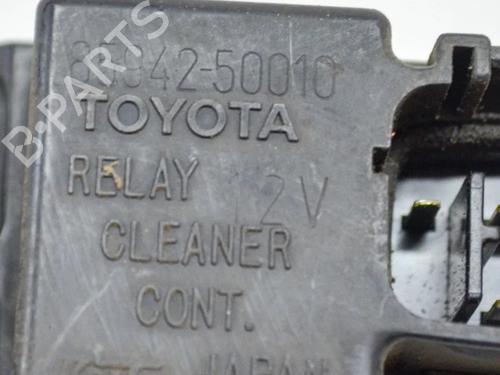 85942-50010
TOYOTA
RELAY 12V
CLEANER
CONT.
JAPAN
B-PARTS